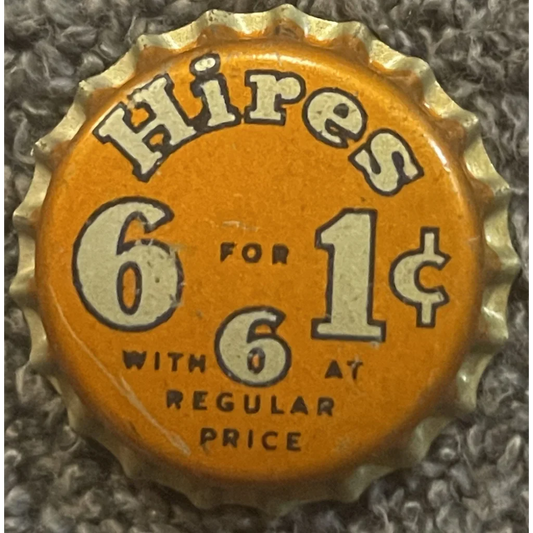 Hires
6 FOR 1¢
WITH 6 AT
REGULAR
PRICE